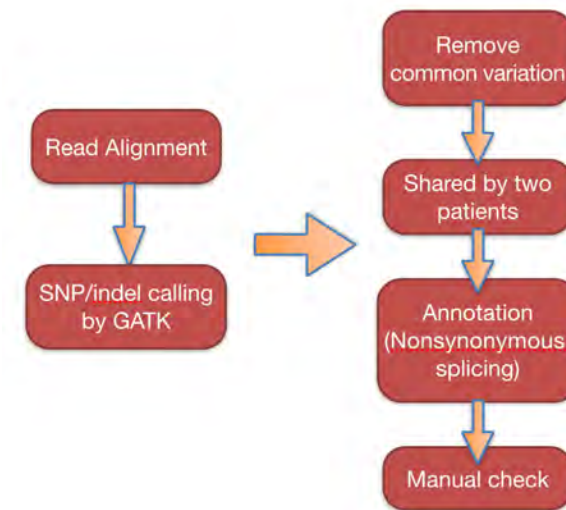 Read Alignment
SNP/indel calling
by GATK
Remove
common variation
Shared by two
patients
Annotation
(Nonsynonymous
splicing)
Manual check